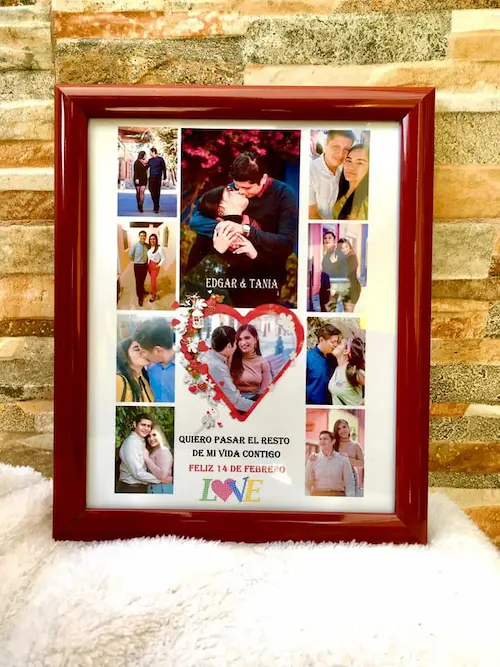 EDGAR & TANIA
QUIERO PASAR EL RESTO
DE MI VIDA CONTIGO
FELIZ 14 DE FEBRERO
LOVE